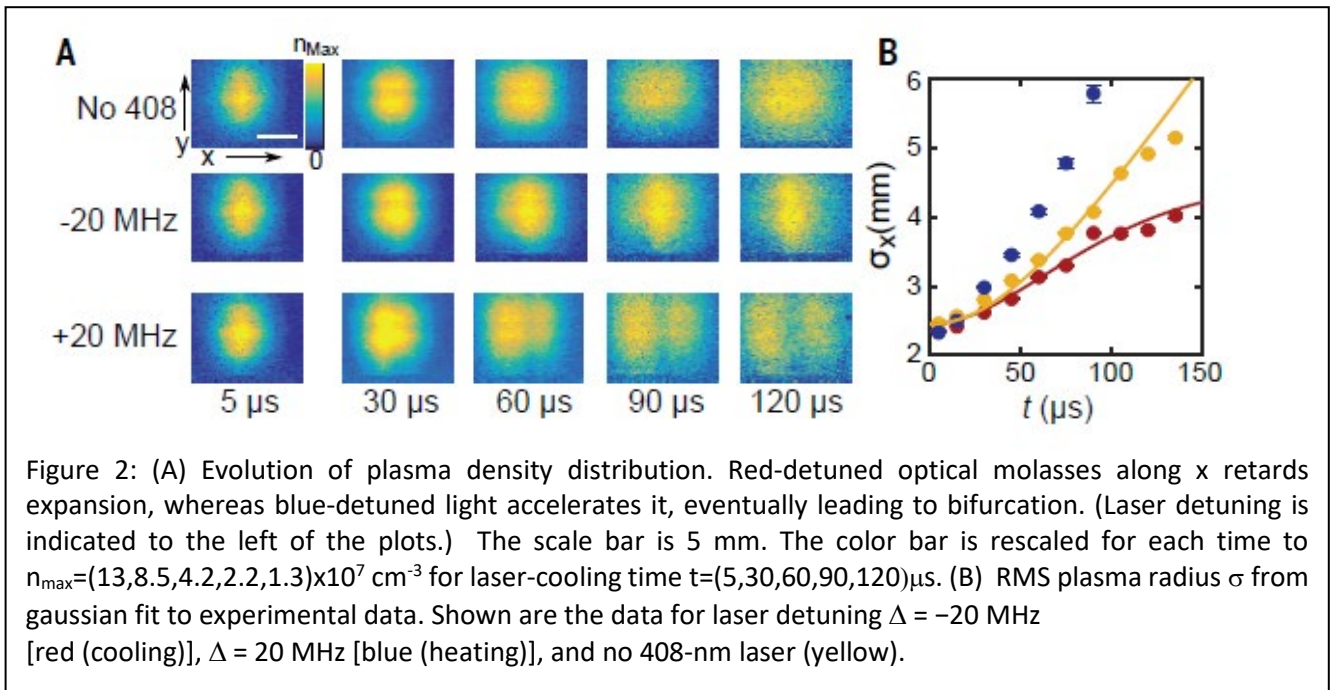 A
n_Max
0
No 408
y
x
-20 MHz
+20 MHz
5 μs
30 μs
60 μs
90 μs
120 μs
B
6
5
4
3
2
σx(mm)
0
50
100
150
t (μs)
Figure 2: (A) Evolution of plasma density distribution. Red-detuned optical molasses along x retards
expansion, whereas blue-detuned light accelerates it, eventually leading to bifurcation. (Laser detuning is
indicated to the left of the plots.) The scale bar is 5 mm. The color bar is rescaled for each time to
nmax=(13,8.5,4.2,2.2,1.3)x10⁷ cm⁻³ for laser-cooling time t=(5,30,60,90,120)μs. (B) RMS plasma radius σ from
gaussian fit to experimental data. Shown are the data for laser detuning Δ = −20 MHz
[red (cooling)], Δ = 20 MHz [blue (heating)], and no 408-nm laser (yellow).